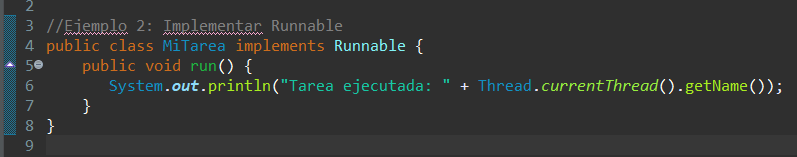 2
3 //Ejemplo 2: Implementar Runnable
4 public class MiTarea implements Runnable {
5     public void run() {
6        System.out.println("Tarea ejecutada: " + Thread.currentThread().getName());
7     }
8 }
9